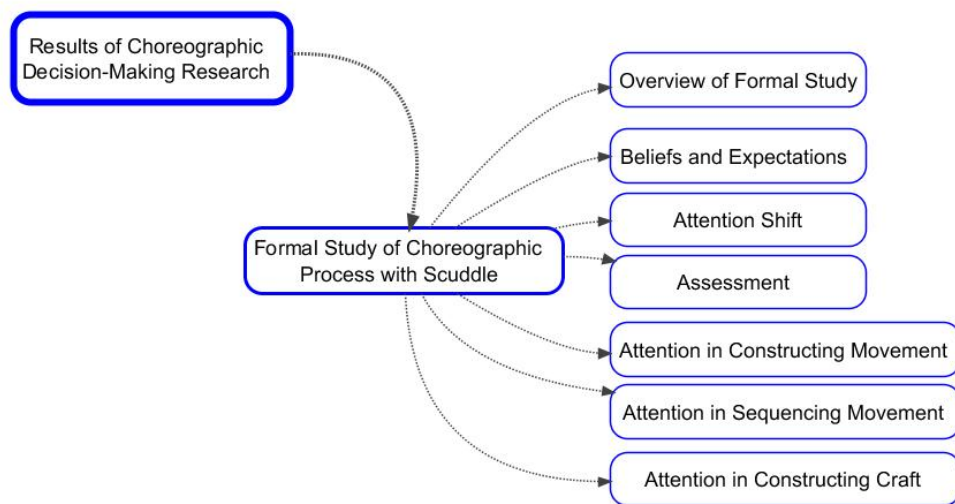 Results of Choreographic
Decision-Making Research
Overview of Formal Study
Beliefs and Expectations
Attention Shift
Formal Study of Choreographic
Process with Scuddle
Assessment
Attention in Constructing Movement
Attention in Sequencing Movement
Attention in Constructing Craft